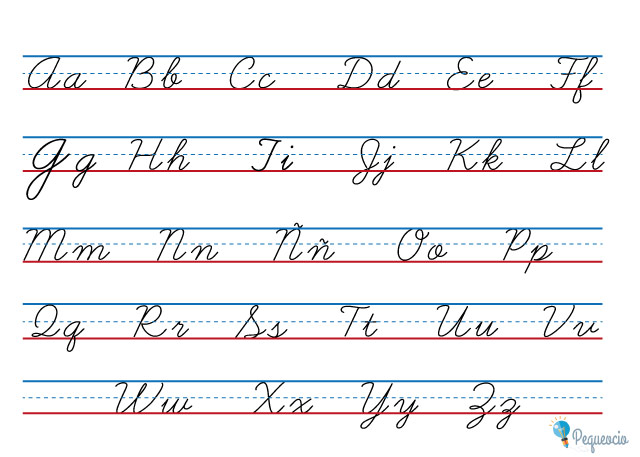 Aa Bb Cc Dd Ee Ff
Gg Hh Ii Jj Kk Ll
Mm Nn Ññ Oo Pp
Qq Rr Ss Tt Uu Vv
Ww Xx Yy Zz
Pequeocio